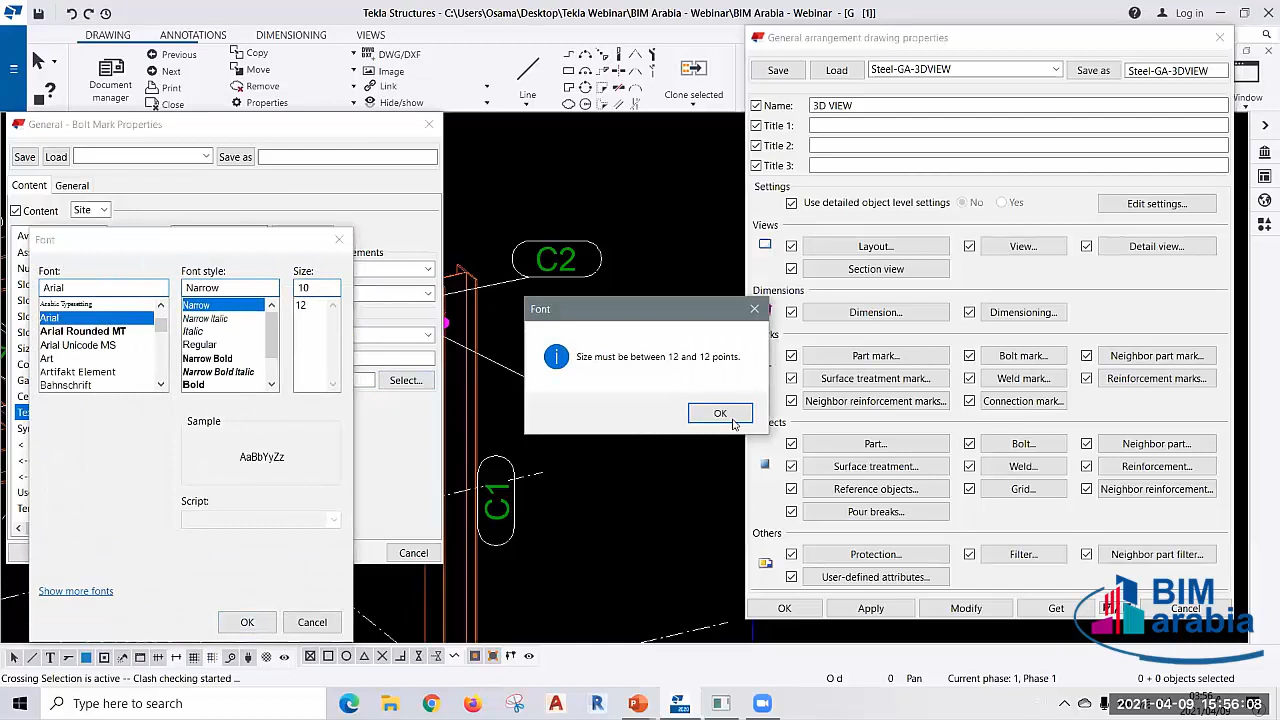 Tekla Structures - C:\Users\Osama\Desktop\Tekla Webinar\BIM Arabia - Webinar\BIM Arabia - Webinar - [G
Log in
DRAWING
ANNOTATIONS
DIMENSIONING
VIEWS
Document manager
Previous
Next
Print
Close
Copy
Move
Remove
Properties
DWG/DXF
Image
Link
Hide/show
Line
Clone selected
Window
General - Bolt Mark Properties
Save
Load
Save as
Content
General
Content
Site
Font
Font:
Font style:
Size:
Arial
Narrow
10
Arabic Typesetting
Arial
Arial Rounded MT
Arial Unicode MS
Art
Artifakt Element
Bahnschrift
Narrow
Narrow Italic
Italic
Regular
Narrow Bold
Narrow Bold Italic
Bold
12
Sample
AaBbYyZz
Script:
Show more fonts
OK
Cancel
Select...
Cancel
C2
C1
Font
Size must be between 12 and 12 points.
OK
General arrangement drawing properties
Save
Load
Steel-GA-3DVIEW
Save as
Steel-GA-3DVIEW
Name:
3D VIEW
Title 1:
Title 2:
Title 3:
Settings
Use detailed object level settings
No
Yes
Edit settings...
Views
Layout...
View...
Detail view...
Section view
Dimensions
Dimension...
Dimensioning...
Part mark...
Bolt mark...
Neighbor part mark...
Surface treatment mark...
Weld mark...
Reinforcement marks...
Neighbor reinforcement marks...
Connection mark...
Part...
Bolt...
Neighbor part...
Surface treatment...
Weld...
Reinforcement...
Reference objects...
Grid...
Neighbor reinforcement...
Pour breaks...
Others
Protection...
Filter...
Neighbor part filter...
User-defined attributes...
OK
Apply
Modify
Get
Cancel
BIM
arabia
Crossing Selection is active -- Clash checking started ...
O d
0
Pan
Current phase: 1, Phase 1
0 + 0 objects selected
Type here to search
03:56
2021-04-09 15:56:08